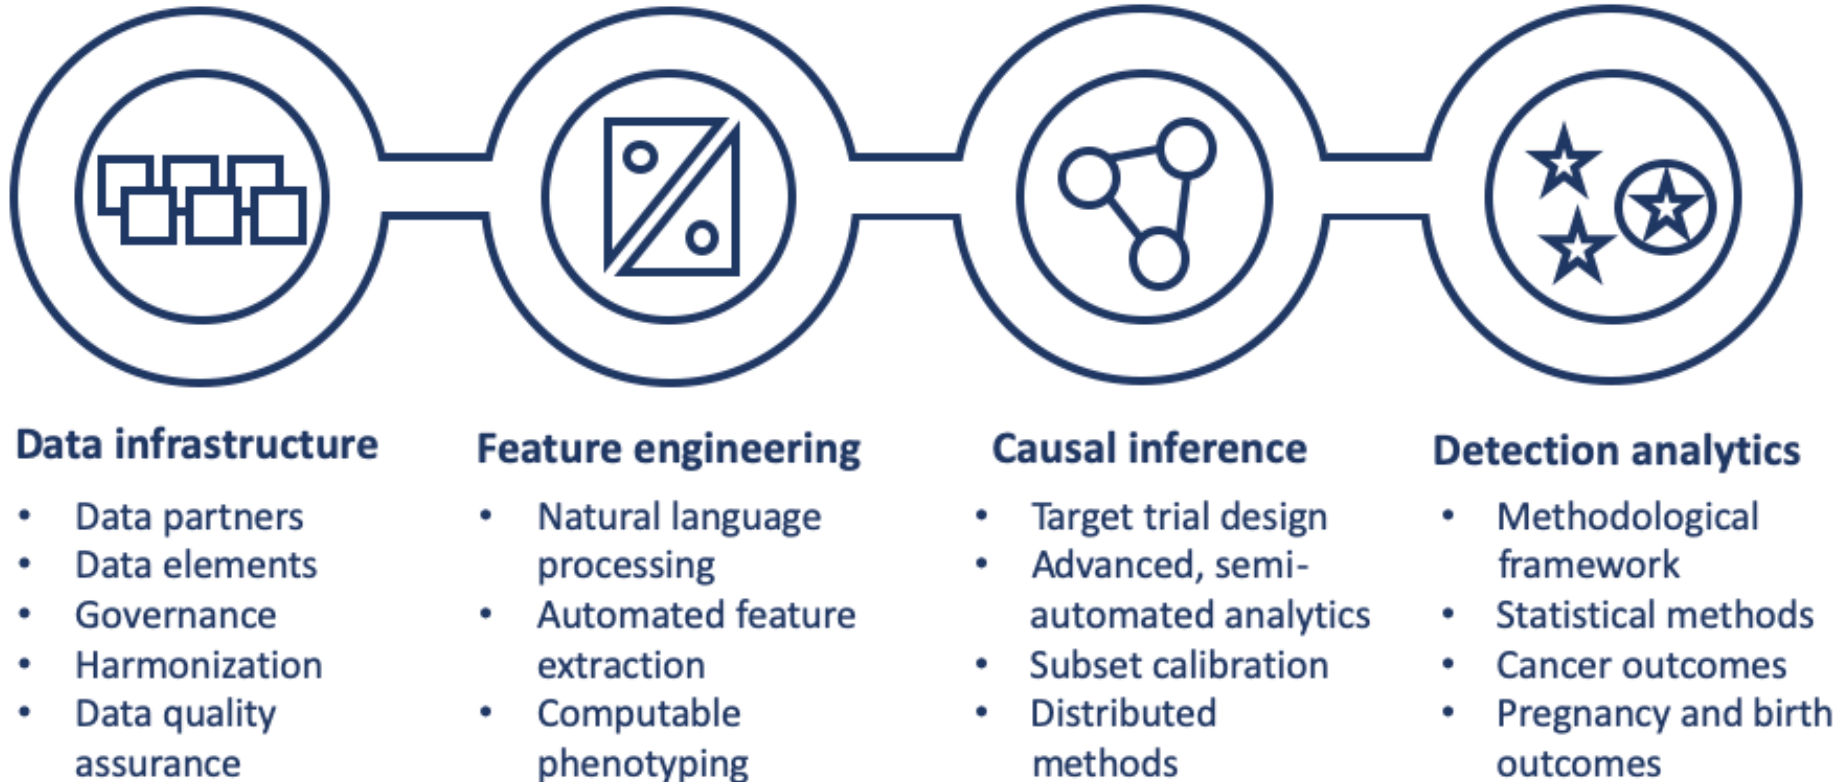 Data infrastructure
• Data partners
• Data elements
• Governance
• Harmonization
• Data quality
assurance
Feature engineering
• Natural language
processing
• Automated feature
extraction
• Computable
phenotyping
Causal inference
• Target trial design
• Advanced, semi-
automated analytics
• Subset calibration
• Distributed
methods
Detection analytics
• Methodological
framework
• Statistical methods
• Cancer outcomes
• Pregnancy and birth
outcomes